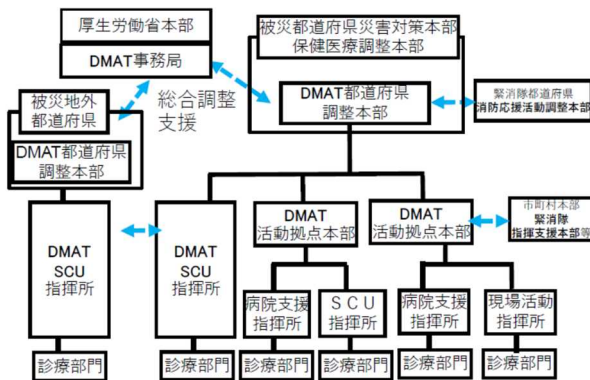 厚生労働省本部
DMAT事務局
被災都道府県災害対策本部
保健医療調整本部
DMAT都道府県
調整本部
緊消隊都道府県
消防応援活動調整本部
総合調整
支援
被災地外
都道府県
DMAT都道府県
調整本部
DMAT
SCU
指揮所
DMAT
SCU
指揮所
DMAT
活動拠点本部
DMAT
活動拠点本部
市町村本部
緊消隊
指揮支援本部等
病院支援
指揮所
SCU
指揮所
病院支援
指揮所
現場活動
指揮所
診療部門
診療部門
診療部門
診療部門
診療部門
診療部門